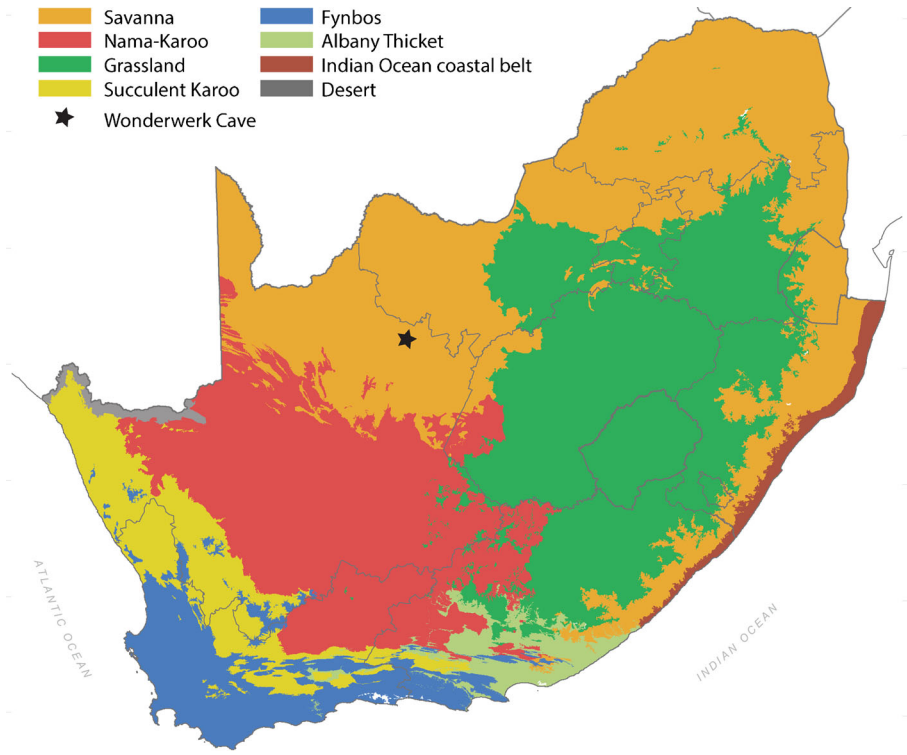 Savanna
Nama-Karoo
Grassland
Succulent Karoo
Wonderwerk Cave
Fynbos
Albany Thicket
Indian Ocean coastal belt
Desert
ATLANTIC OCEAN
INDIAN OCEAN